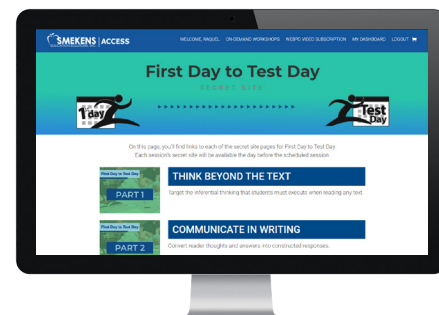 SMEKENS | ACCESS
WELCOME, RAQUEL ON-DEMAND WORKSHOPS WEBPD VIDEO SUBSCRIPTION MY DASHBOARD LOGOUT
First Day to Test Day
SECRET SITE
1st day
Test Day
On this page, you'll find links to each of the secret site pages for First Day to Test Day.
Each session's secret site will be available the day before the scheduled session.
First Day to Test Day
PART 1
THINK BEYOND THE TEXT
Target the inferential thinking that students must execute when reading any text.
First Day to Test Day
PART 2
COMMUNICATE IN WRITING
Convert reader thoughts and answers into constructed responses.